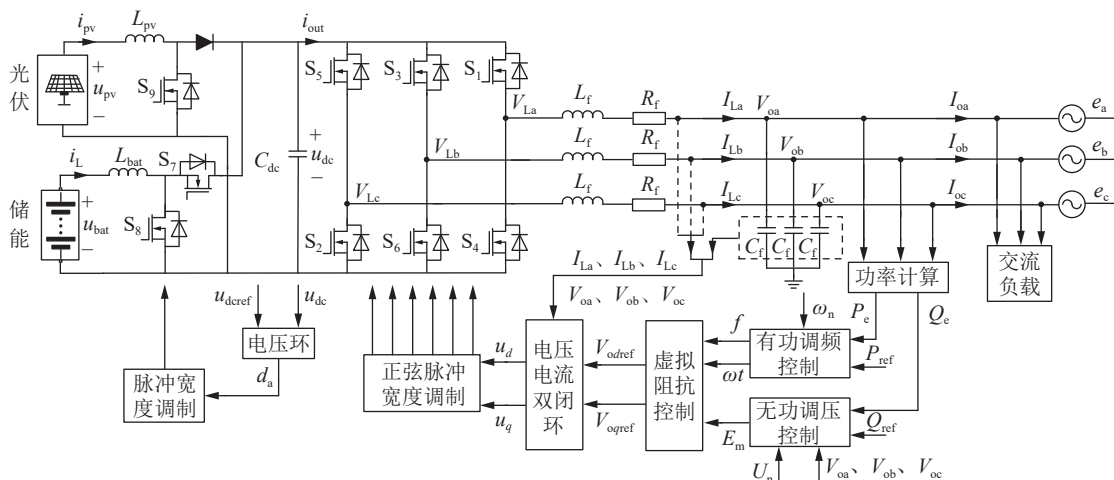 i_pv
L_pv
i_out
光伏
+
u_pv
−
S_9
S_5
S_3
S_1
V_La
L_f
R_f
I_La
V_oa
I_oa
e_a
i_L
L_bat
S_7
C_dc
+
u_dc
−
V_Lb
L_f
R_f
I_Lb
V_ob
I_ob
e_b
储能
+
u_bat
−
S_8
V_Lc
L_f
R_f
I_Lc
V_oc
I_oc
e_c
S_2
S_6
S_4
C_f
C_f
C_f
I_La、I_Lb、I_Lc
V_oa、V_ob、V_oc
功率计算
交流负载
u_dcref
u_dc
电压环
d_a
脉冲宽度调制
正弦脉冲宽度调制
u_d
u_q
电压电流双闭环
V_odref
V_oqref
虚拟阻抗控制
f
ωt
E_m
ω_n
P_e
Q_e
有功调频控制
P_ref
无功调压控制
Q_ref
U_n
V_oa、V_ob、V_oc